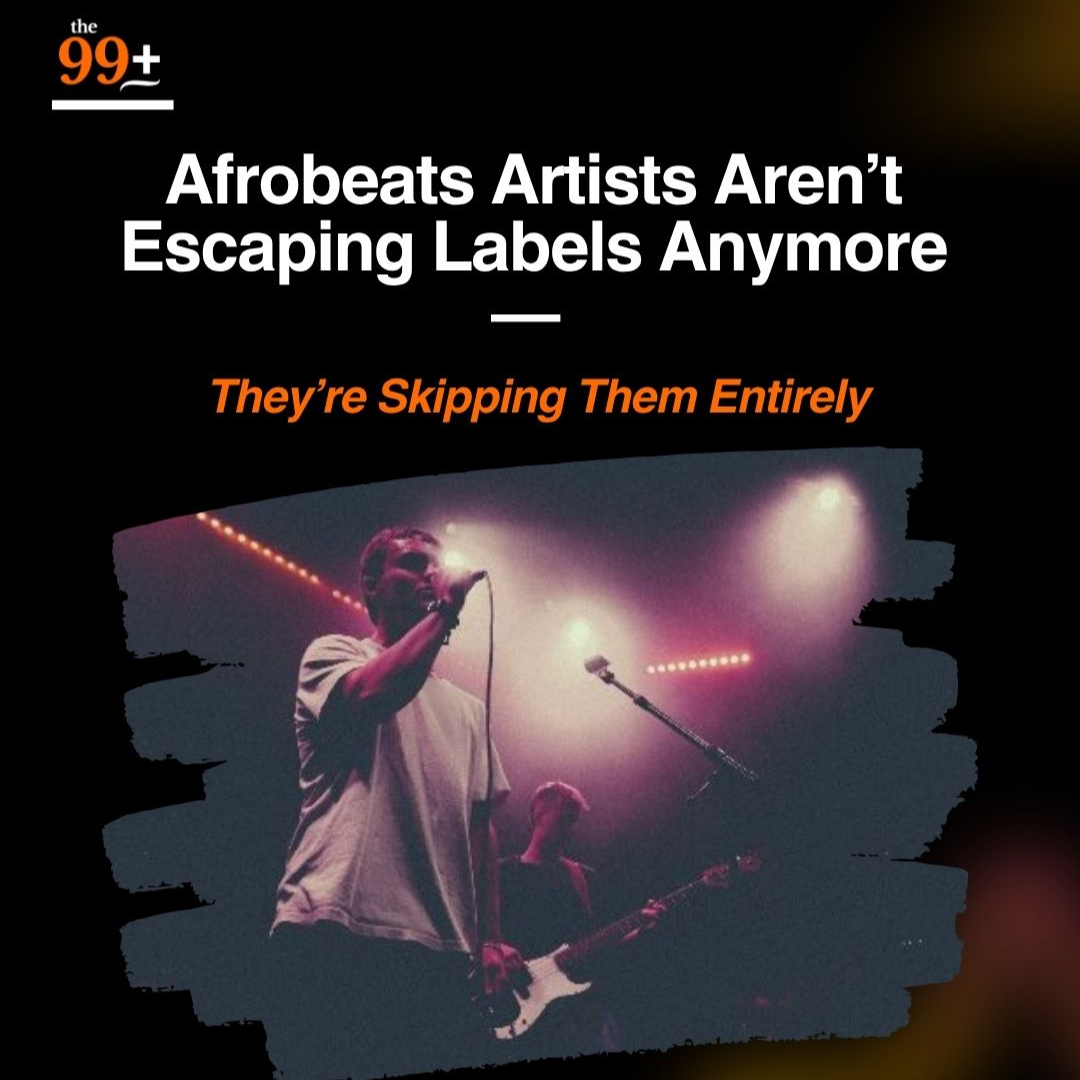 the
99+
Afrobeats Artists Aren’t
Escaping Labels Anymore
They’re Skipping Them Entirely